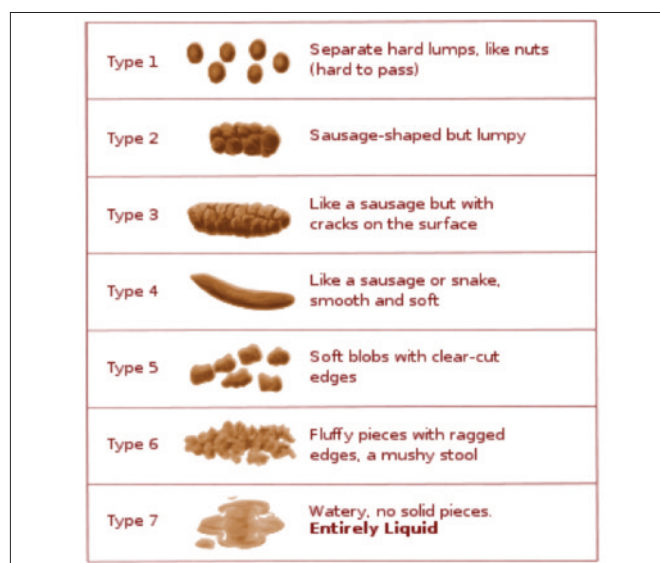 Type 1
Separate hard lumps, like nuts
(hard to pass)
Type 2
Sausage-shaped but lumpy
Type 3
Like a sausage but with
cracks on the surface
Type 4
Like a sausage or snake,
smooth and soft
Type 5
Soft blobs with clear-cut
edges
Type 6
Fluffy pieces with ragged
edges, a mushy stool
Type 7
Watery, no solid pieces.
Entirely Liquid